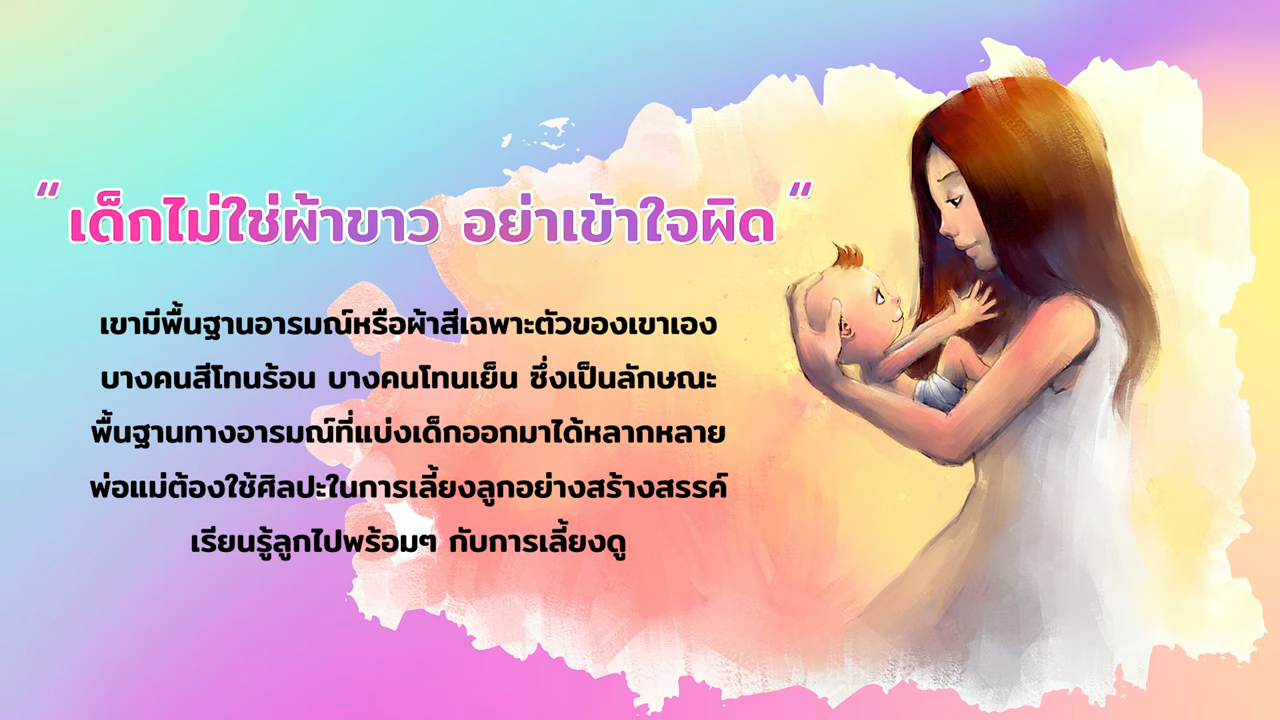 “ เด็กไม่ใช่ผ้าขาว อย่าเข้าใจผิด “
เขามีพื้นฐานอารมณ์หรือผ้าสีเฉพาะตัวของเขาเอง
บางคนสีโทนร้อน บางคนโทนเย็น ซึ่งเป็นลักษณะ
พื้นฐานทางอารมณ์ที่แบ่งเด็กออกมาได้หลากหลาย
พ่อแม่ต้องใช้ศิลปะในการเลี้ยงลูกอย่างสร้างสรรค์
เรียนรู้ลูกไปพร้อมๆ กับการเลี้ยงดู